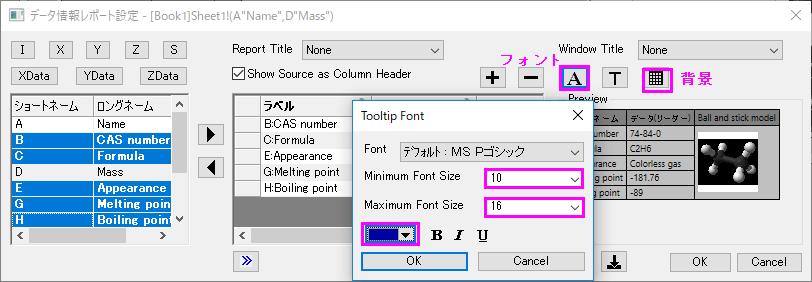 データ情報レポート設定 - [Book1]Sheet1!(A"Name",D"Mass")
I X Y Z S
XData YData ZData
Report Title None
Show Source as Column Header
フォント
Window Title None
A T 背景
ショートネーム ロングネーム
A Name
B CAS number
C Formula
D Mass
E Appearance
G Melting point
H Boiling point
ラベル
B:CAS number
C:Formula
E:Appearance
G:Melting point
H:Boiling point
Tooltip Font
Font デフォルト: MS Pゴシック
Minimum Font Size 10
Maximum Font Size 16
B I U
OK Cancel
Preview
ーム データ(リーダー) Ball and stick model
umber 74-84-0
la C2H6
arance Colorless gas
g point -181.76
point -89
OK Cancel